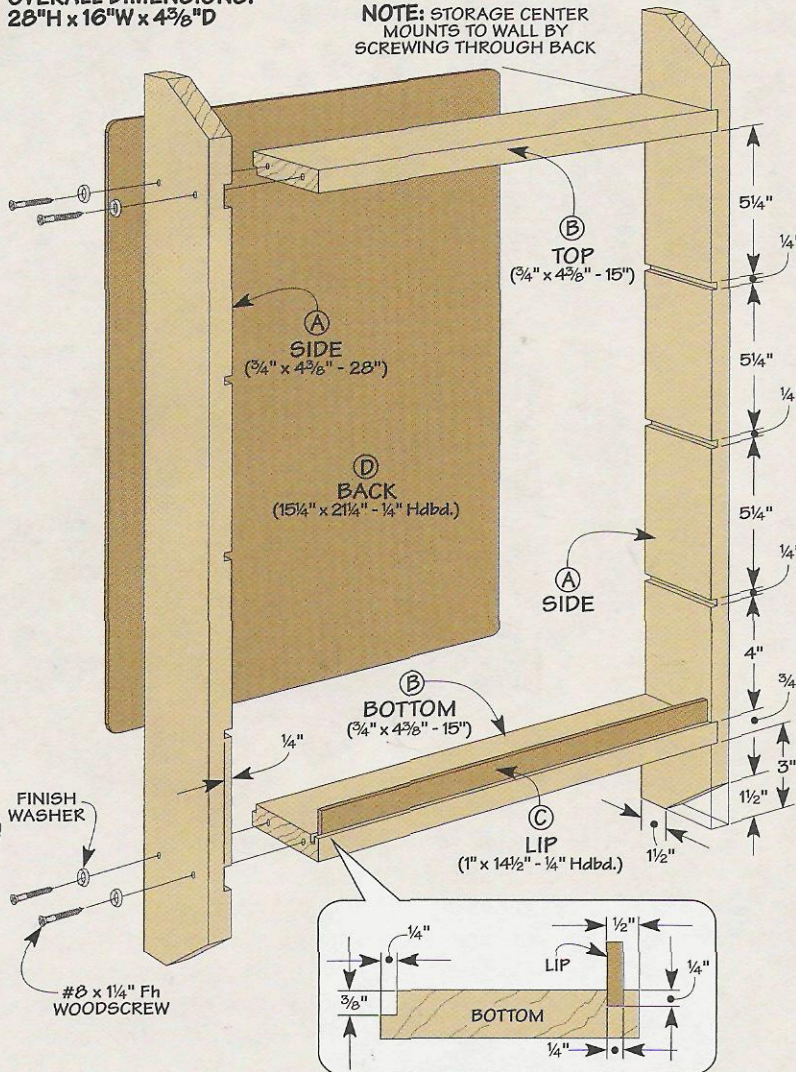 OVERALL DIMENSIONS:
28"H x 16"W x 4⅜"D
NOTE: STORAGE CENTER
MOUNTS TO WALL BY
SCREWING THROUGH BACK
B
TOP
(¾" x 4⅜" - 15")
5¼"
¼"
A
SIDE
(¾" x 4⅜" - 28")
5¼"
¼"
D
BACK
(15¼" x 21¼" - ¼" Hdbd.)
5¼"
¼"
A
SIDE
4"
B
BOTTOM
(¾" x 4⅜" - 15")
¾"
¼"
3"
1½"
FINISH
WASHER
C
LIP
(1" x 14½" - ¼" Hdbd.)
1½"
#8 x 1¼" Fh
WOODSCREW
¼"
½"
LIP
¼"
⅜"
BOTTOM
¼"